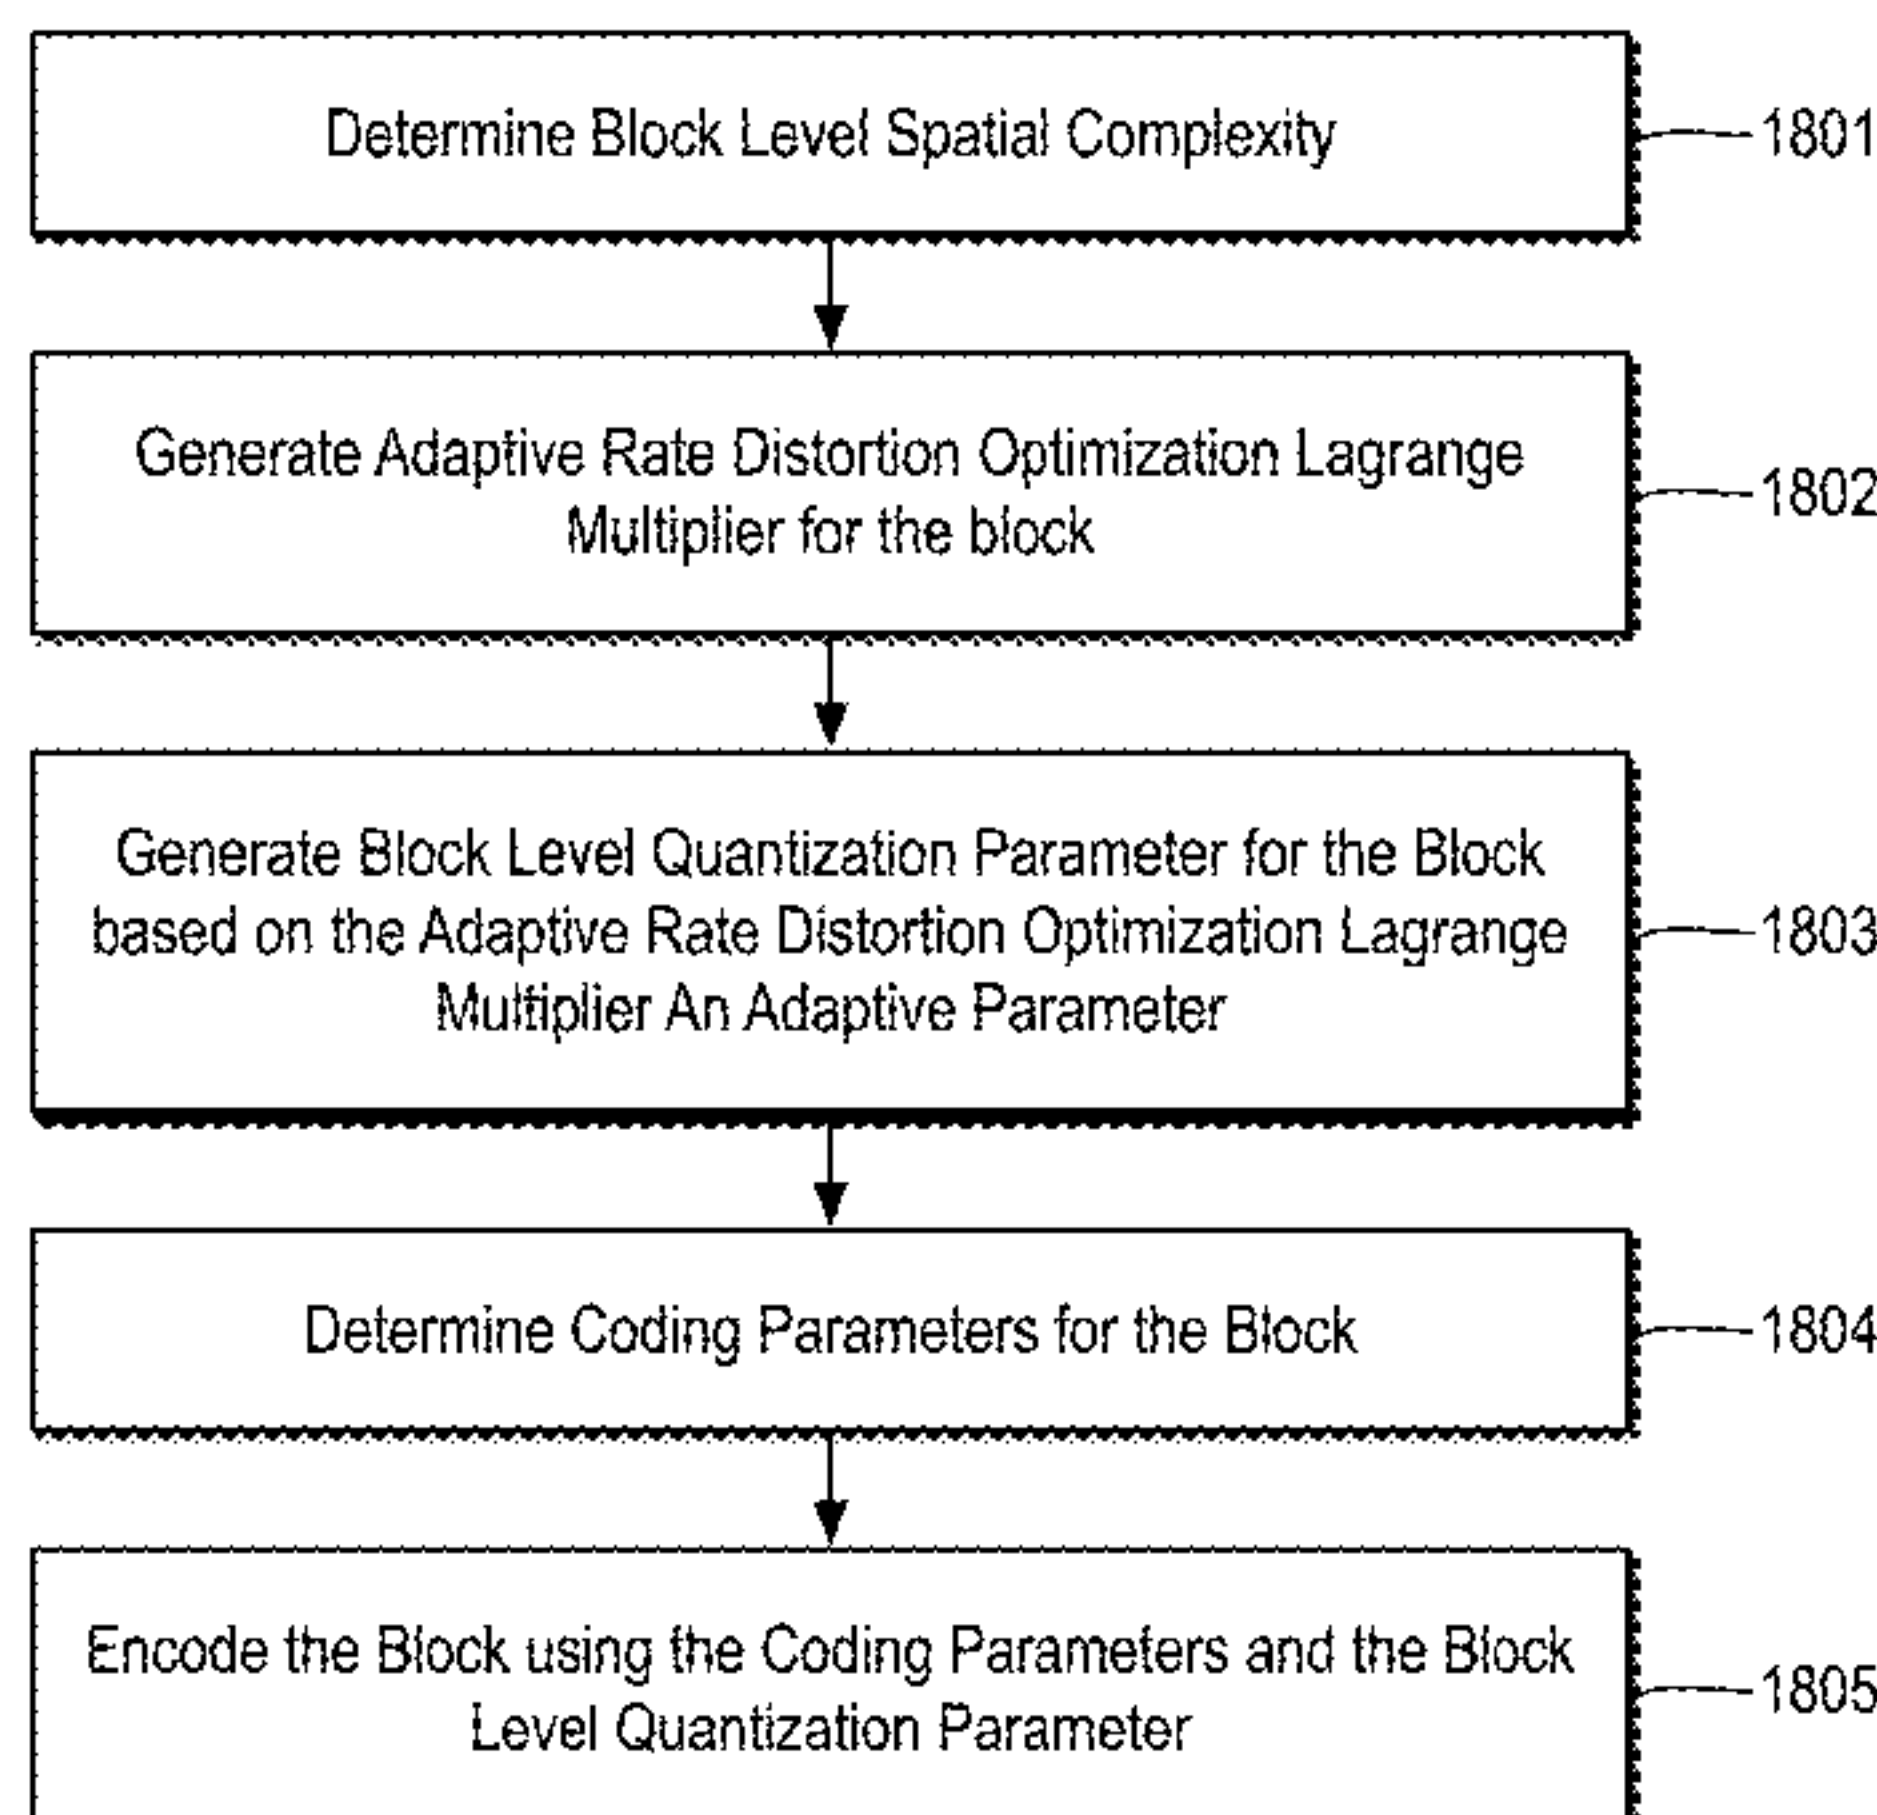 Determine Block Level Spatial Complexity
1801
Generate Adaptive Rate Distortion Optimization Lagrange
Multiplier for the block
1802
Generate Block Level Quantization Parameter for the Block
based on the Adaptive Rate Distortion Optimization Lagrange
Multiplier An Adaptive Parameter
1803
Determine Coding Parameters for the Block
1804
Encode the Block using the Coding Parameters and the Block
Level Quantization Parameter
1805